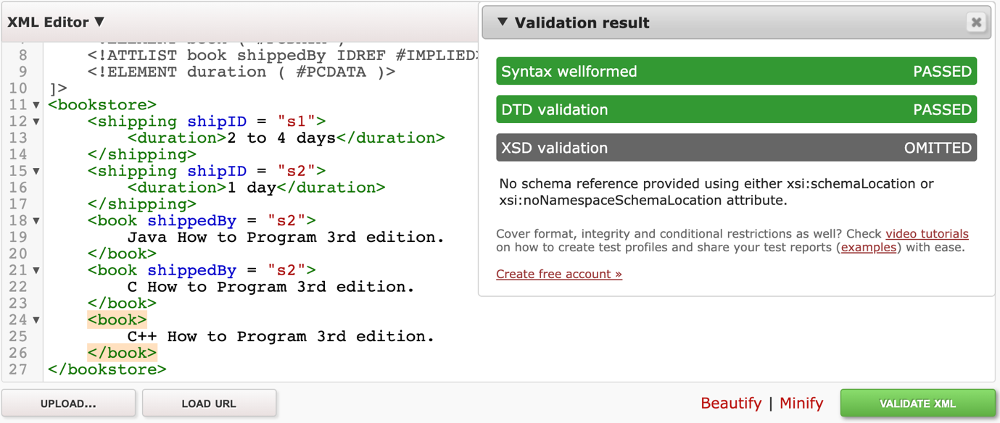 XML Editor ▼
8 <!ATTLIST book shippedBy IDREF #IMPLIED>
9 <!ELEMENT duration ( #PCDATA )>
10 ]>
11 <bookstore>
12 <shipping shipID = "s1">
13 <duration>2 to 4 days</duration>
14 </shipping>
15 <shipping shipID = "s2">
16 <duration>1 day</duration>
17 </shipping>
18 <book shippedBy = "s2">
19 Java How to Program 3rd edition.
20 </book>
21 <book shippedBy = "s2">
22 C How to Program 3rd edition.
23 </book>
24 <book>
25 C++ How to Program 3rd edition.
26 </book>
27 </bookstore>
▼ Validation result
Syntax wellformed PASSED
DTD validation PASSED
XSD validation OMITTED
No schema reference provided using either xsi:schemaLocation or
xsi:noNamespaceSchemaLocation attribute.
Cover format, integrity and conditional restrictions as well? Check video tutorials
on how to create test profiles and share your test reports (examples) with ease.
Create free account »
UPLOAD... LOAD URL Beautify | Minify VALIDATE XML